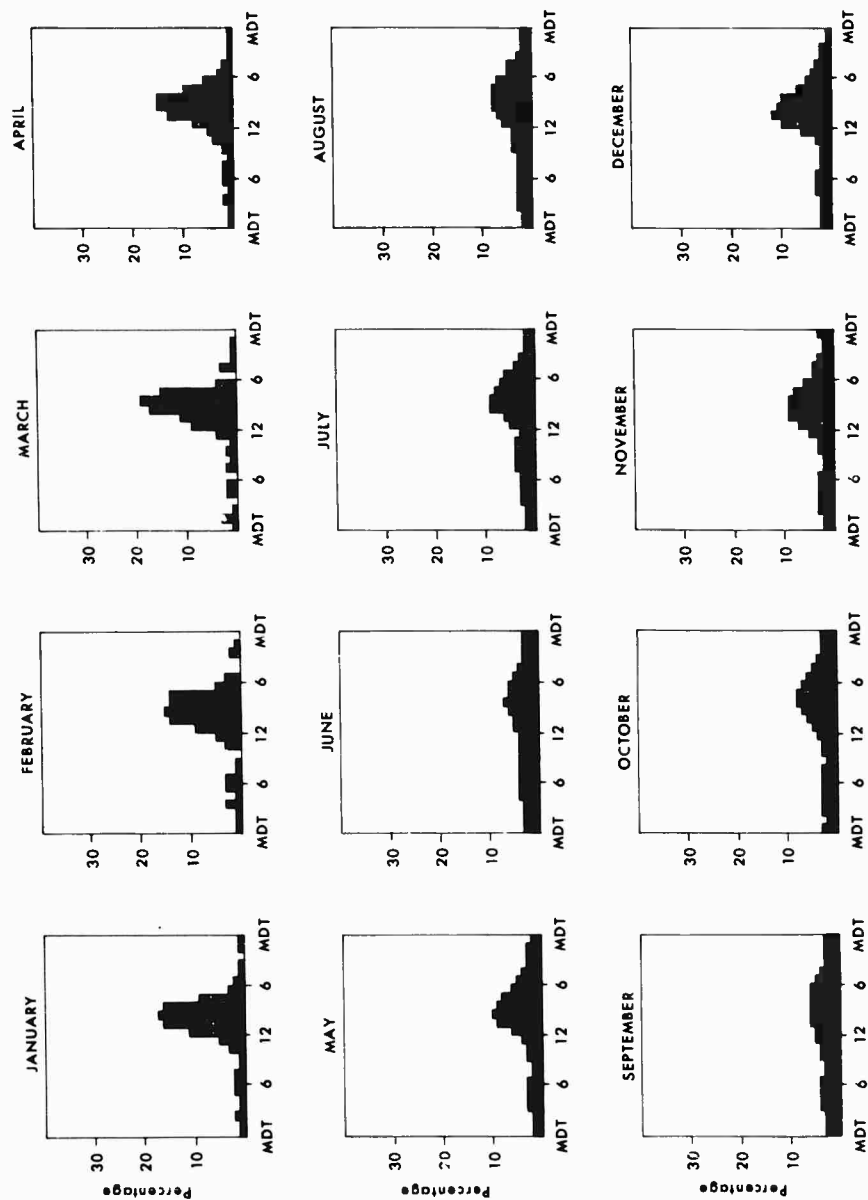 JANUARY
FEBRUARY
MARCH
APRIL
Percentage
30
20
10
MDT 6 12 6 MDT
30
20
10
MDT 6 12 6 MDT
30
20
10
MDT 6 12 6 MDT
30
20
10
MDT 6 12 6 MDT
MAY
JUNE
JULY
AUGUST
Percentage
30
20
10
MDT 6 12 6 MDT
30
20
10
MDT 6 12 6 MDT
30
20
10
MDT 6 12 6 MDT
30
20
10
MDT 6 12 6 MDT
SEPTEMBER
OCTOBER
NOVEMBER
DECEMBER
Percentage
30
20
10
MDT 6 12 6 MDT
30
20
10
MDT 6 12 6 MDT
30
20
10
MDT 6 12 6 MDT
30
20
10
MDT 6 12 6 MDT